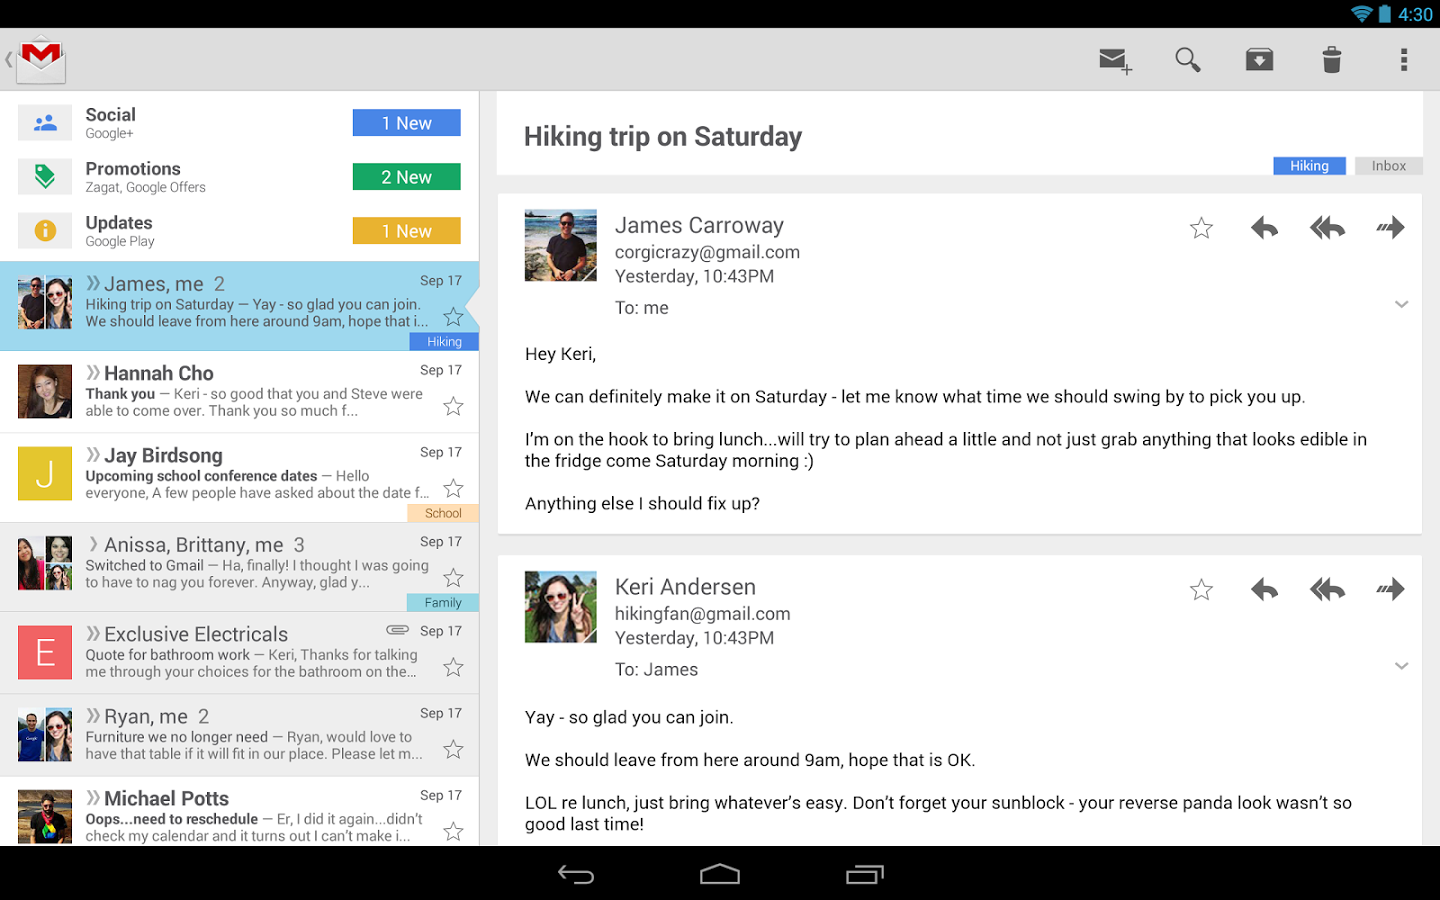 4:30
Social
Google+
1 New
Promotions
Zagat, Google Offers
2 New
Updates
Google Play
1 New
James, me 2
Sep 17
Hiking trip on Saturday — Yay - so glad you can join.
We should leave from here around 9am, hope that i...
Hiking
Hannah Cho
Sep 17
Thank you — Keri - so good that you and Steve were
able to come over. Thank you so much f...
J
Jay Birdsong
Sep 17
Upcoming school conference dates — Hello
everyone, A few people have asked about the date f...
School
Anissa, Brittany, me 3
Sep 17
Switched to Gmail — Ha, finally! I thought I was going
to have to nag you forever. Anyway, glad y...
Family
E
Exclusive Electricals
Sep 17
Quote for bathroom work — Keri, Thanks for talking
me through your choices for the bathroom on the...
Ryan, me 2
Sep 17
Furniture we no longer need — Ryan, would love to
have that table if it will fit in our place. Please let m...
Michael Potts
Sep 17
Oops...need to reschedule — Er, I did it again...didn't
check my calendar and it turns out I can't make i...
Hiking trip on Saturday
Hiking
Inbox
James Carroway
corgicrazy@gmail.com
Yesterday, 10:43PM
To: me
Hey Keri,
We can definitely make it on Saturday - let me know what time we should swing by to pick you up.
I'm on the hook to bring lunch...will try to plan ahead a little and not just grab anything that looks edible in
the fridge come Saturday morning :)
Anything else I should fix up?
Keri Andersen
hikingfan@gmail.com
Yesterday, 10:43PM
To: James
Yay - so glad you can join.
We should leave from here around 9am, hope that is OK.
LOL re lunch, just bring whatever's easy. Don't forget your sunblock - your reverse panda look wasn't so
good last time!